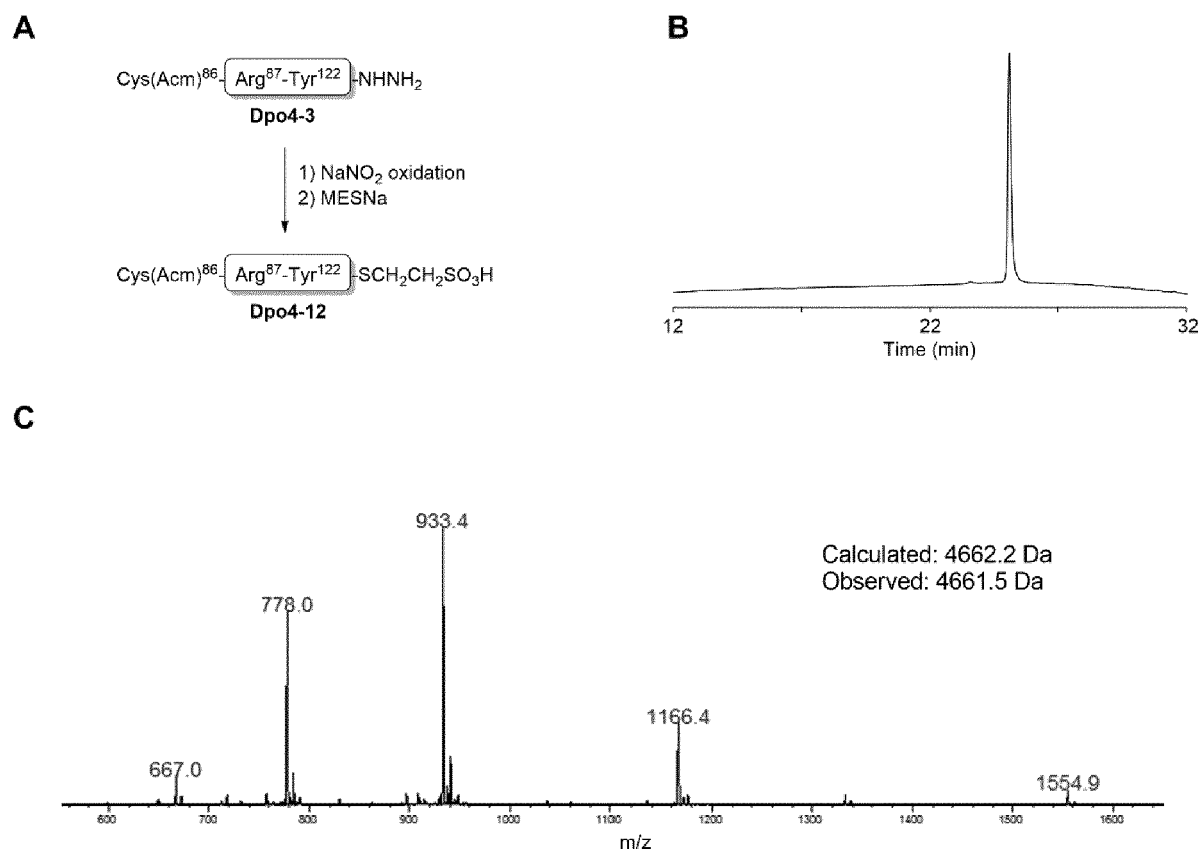 A
Cys(Acm)⁸⁶-Arg⁸⁷-Tyr¹²²-NHNH₂
Dpo4-3
1) NaNO₂ oxidation
2) MESNa
Cys(Acm)⁸⁶-Arg⁸⁷-Tyr¹²²-SCH₂CH₂SO₃H
Dpo4-12
B
12 22 32
Time (min)
C
933.4
778.0
1166.4
667.0
1554.9
Calculated: 4662.2 Da
Observed: 4661.5 Da
600 700 800 900 1000 1100 1200 1300 1400 1500 1600
m/z